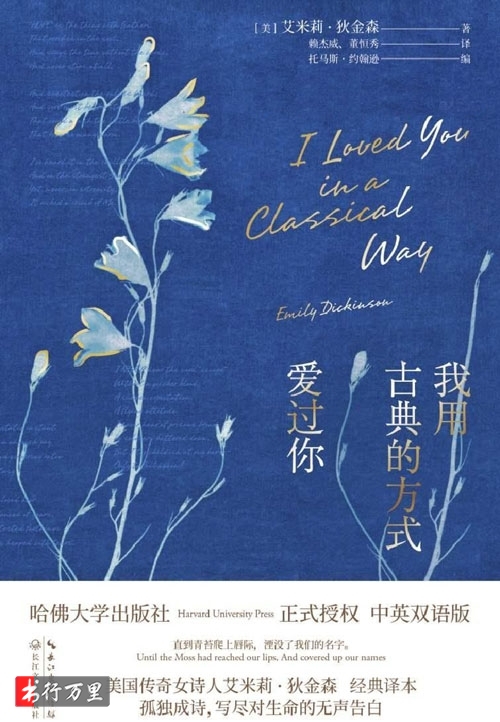 [美] 艾米莉·狄金森 著
赖杰威、董恒秀 译
托马斯·约翰逊 编
I Loved You
in a
Classical
Way
Emily Dickinson
我用
古典的方式
爱过你
哈佛大学出版社 Harvard University Press 正式授权 中英双语版
直到青苔爬上唇际，湮没了我们的名字。
Until the Moss had reached our lips, And covered up our names
美国传奇女诗人艾米莉·狄金森 经典译本
孤独成诗，写尽对生命的无声告白
书行万里